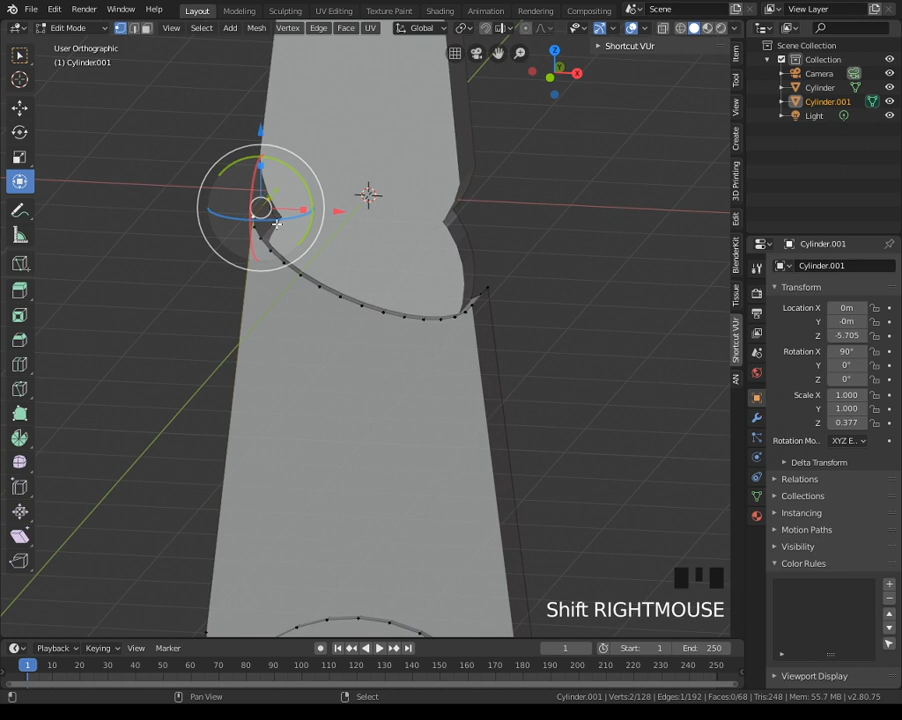 File Edit Render Window Help Layout Modeling Sculpting UV Editing Texture Paint Shading Animation Rendering Compositing Scene View Layer
Edit Mode View Select Add Mesh Vertex Edge Face UV Global
User Orthographic
(1) Cylinder.001
Shortcut VUr
Z
Y
X
Item
Tool
View
Create
3D Printing
Edit
BlenderKit
Tissue
Shortcut VUr
AN
Scene Collection
Collection
Camera
Cylinder
Cylinder.001
Light
Cylinder.001
Cylinder.001
Transform
Location X 0m
Y -0m
Z -5.705
Rotation X 90°
Y 0°
Z 0°
Scale X 1.000
Y 1.000
Z 0.377
Rotation Mo.. XYZ E..
Delta Transform
Relations
Collections
Instancing
Motion Paths
Visibility
Color Rules
Viewport Display
Shift RIGHTMOUSE
Playback Keying View Marker 1 Start: 1 End: 250
1 10 20 30 40 50 60 70 80 90 100 110 120 130 140 150 160 170 180 190 200 210 220 230 240 250
Pan View Select Cylinder.001 | Verts:2/128 | Edges:1/192 | Faces:0/68 | Tris:248 | Mem: 55.7 MB | v2.80.75